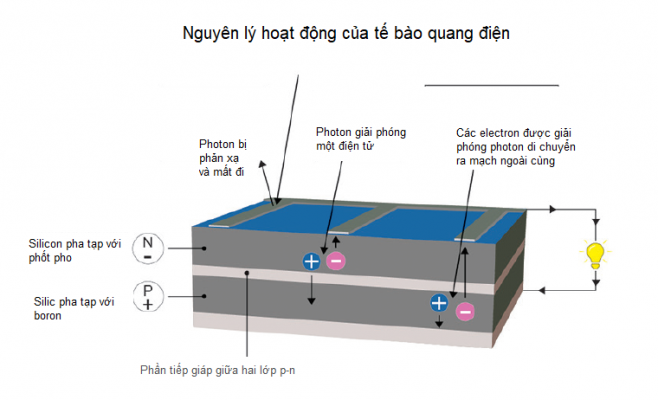 Nguyên lý hoạt động của tế bào quang điện
Photon bị
phản xạ
và mất đi
Photon giải phóng
một điện tử
Các electron được giải
phóng photon di chuyển
ra mạch ngoài cùng
Silicon pha tạp với
phốt pho
N
-
+
-
Silic pha tạp với
boron
P
+
+
-
Phần tiếp giáp giữa hai lớp p-n